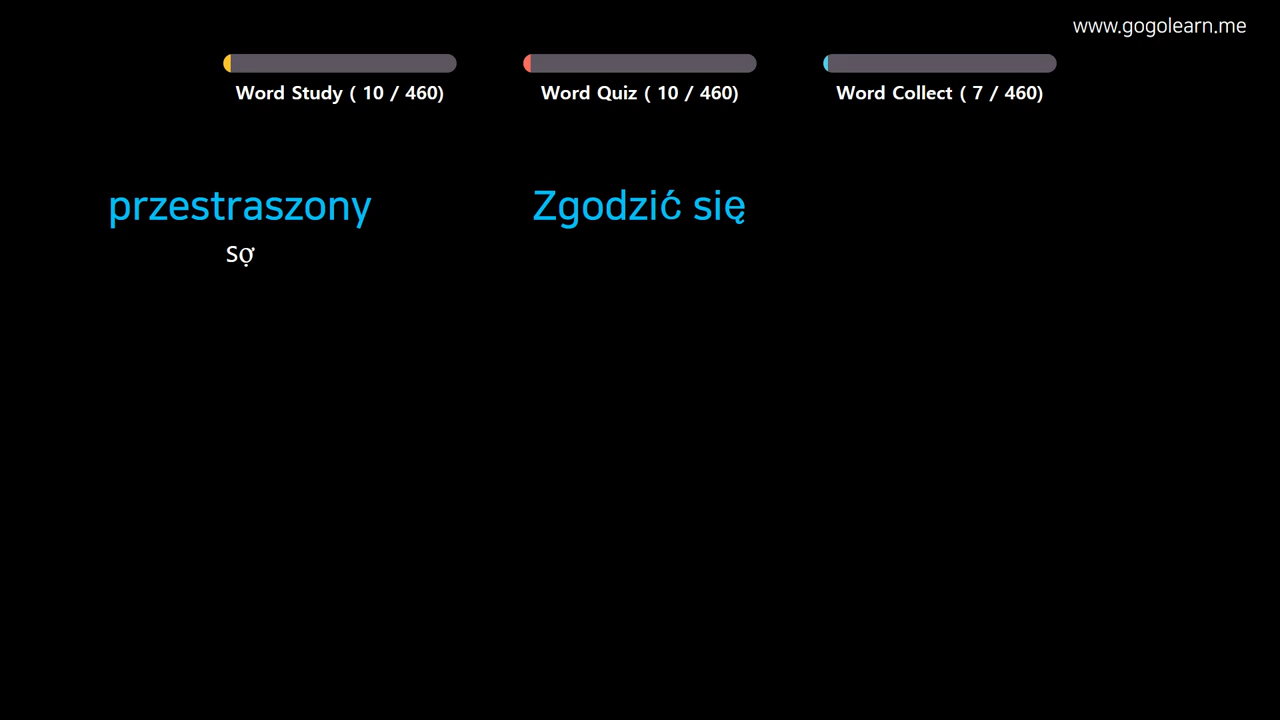 www.gogolearn.me
Word Study ( 10 / 460)
Word Quiz ( 10 / 460)
Word Collect ( 7 / 460)
przestraszony
Zgodzić się
Sợ